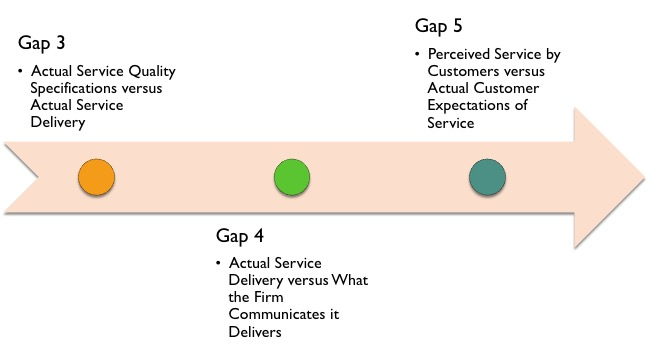 Gap 3
• Actual Service Quality
Specifications versus
Actual Service
Delivery
Gap 4
• Actual Service
Delivery versus What
the Firm
Communicates it
Delivers
Gap 5
• Perceived Service by
Customers versus
Actual Customer
Expectations of
Service